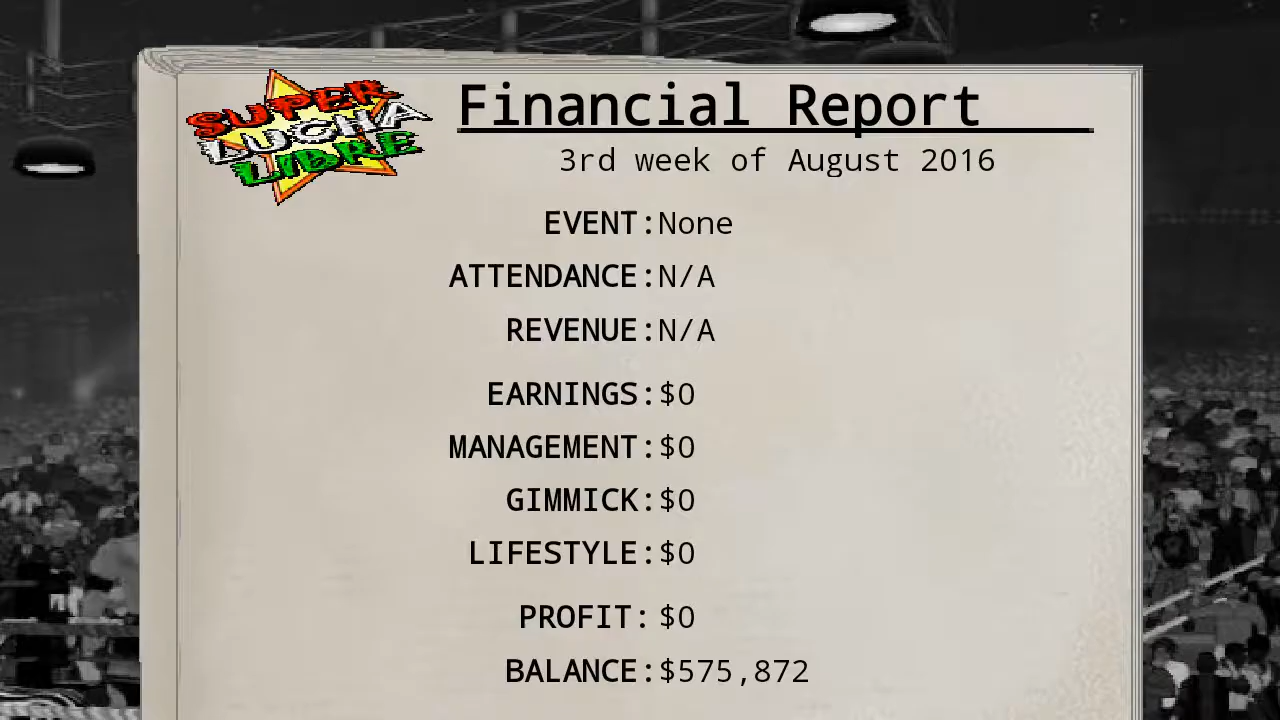 SUPER
LUCHA
LIBRE
Financial Report
3rd week of August 2016
EVENT:None
ATTENDANCE:N/A
REVENUE:N/A
EARNINGS:$0
MANAGEMENT:$0
GIMMICK:$0
LIFESTYLE:$0
PROFIT:$0
BALANCE:$575,872